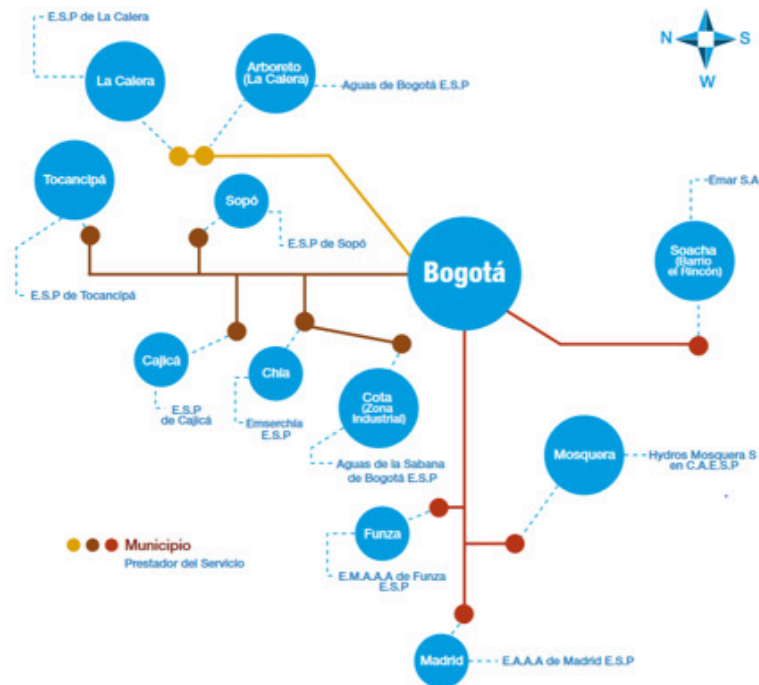 E.S.P de La Calera
La Calera
Arboreto
(La Calera)
Aguas de Bogotá E.S.P
N
S
W
Tocancipá
Sopó
E.S.P de Sopó
E.S.P de Tocancipá
Bogotá
Emar S.A
Soacha
(Barrio
el Rincón)
Cajicá
E.S.P
de Cajicá
Chía
Emserchía
E.S.P
Cota
(Zona
Industrial)
Aguas de la Sabana
de Bogotá E.S.P
Mosquera
Hydros Mosquera S
en C.A.E.S.P
Funza
E.M.A.A.A de Funza
E.S.P
Municipio
Prestador del Servicio
Madrid
E.A.A.A de Madrid E.S.P